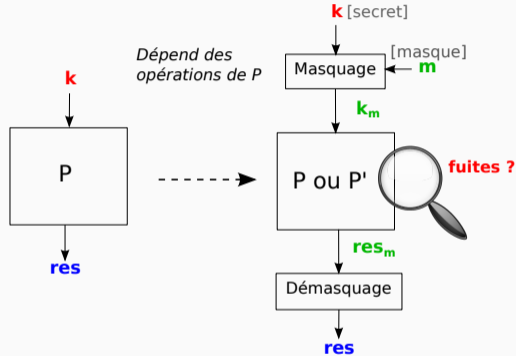 k
P
res
Dépend des
opérations de P
k [secret]
[masque]
Masquage
m
km
P ou P'
fuites ?
resm
Démasquage
res